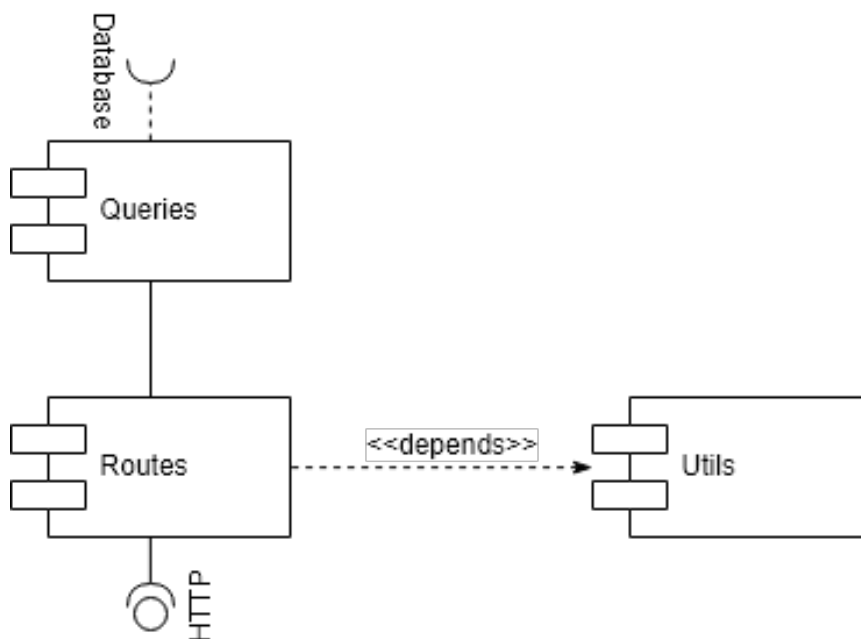 Database
Queries
<<depends>>
Routes
Utils
HTTP